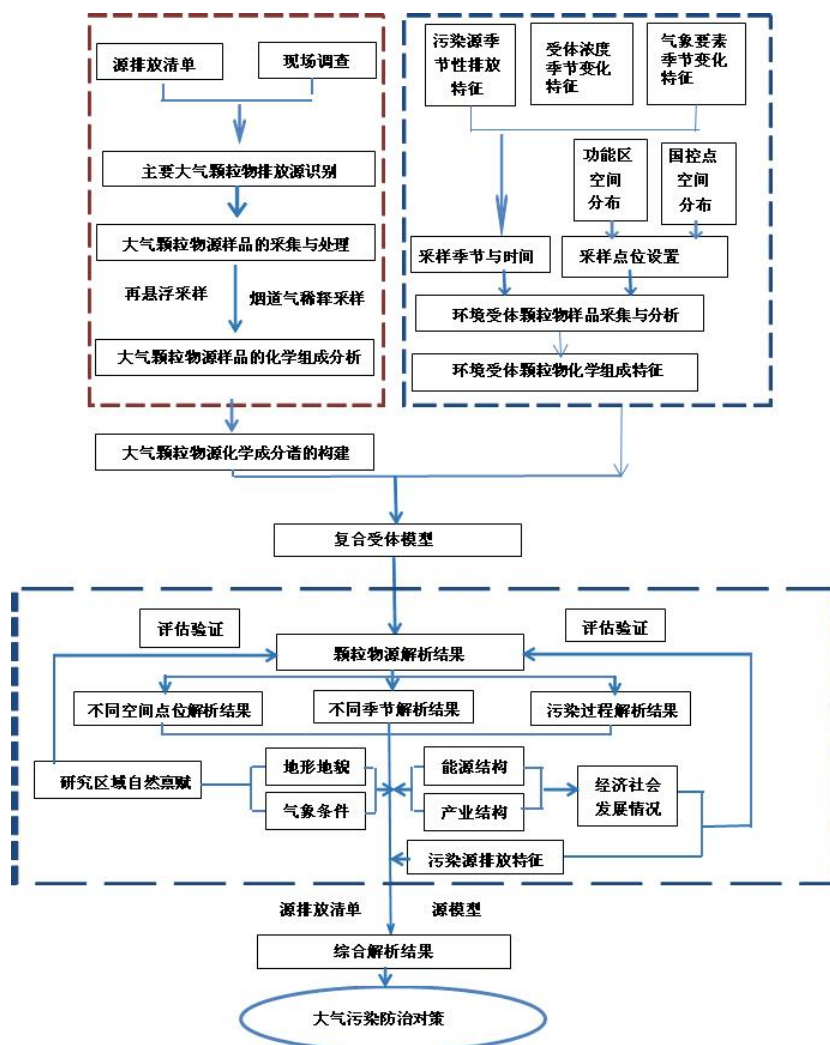 源排放清单
现场调查
主要大气颗粒物排放源识别
大气颗粒物源样品的采集与处理
再悬浮采样
烟道气稀释采样
大气颗粒物源样品的化学组成分析
大气颗粒物源化学成分谱的构建
污染源季
节性排放
特征
受体浓度
季节变化
特征
气象要素
季节变化
特征
功能区
空间
分布
国控点
空间
分布
采样季节与时间
采样点位设置
环境受体颗粒物样品采集与分析
环境受体颗粒物化学组成特征
复合受体模型
评估验证
评估验证
颗粒物源解析结果
不同空间点位解析结果
不同季节解析结果
污染过程解析结果
研究区域自然禀赋
地形地貌
气象条件
能源结构
产业结构
经济社会
发展情况
污染源排放特征
源排放清单
源模型
综合解析结果
大气污染防治对策